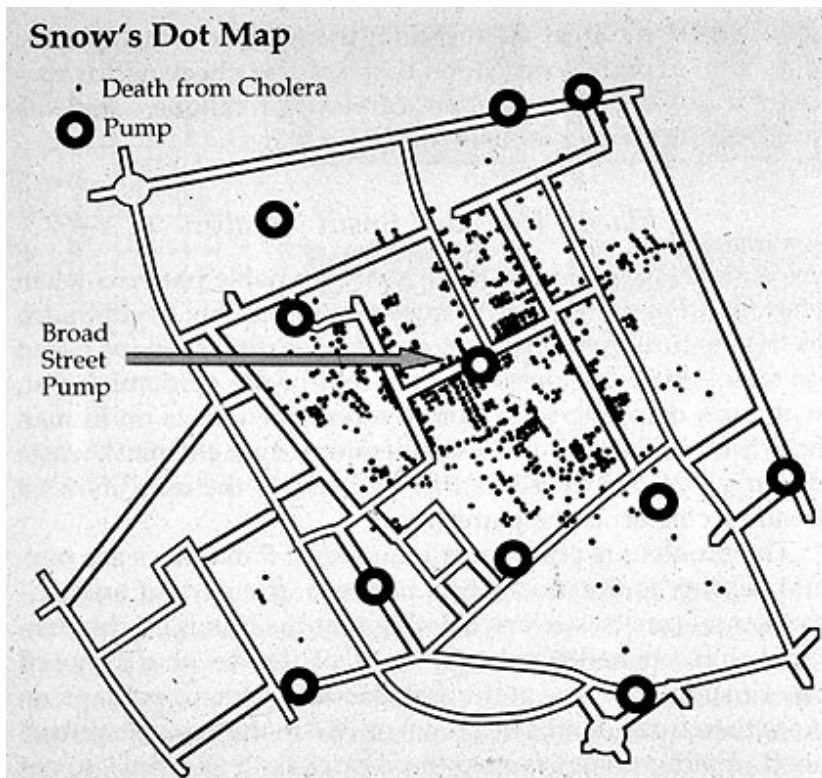 Snow's Dot Map
Death from Cholera
Pump
Broad
Street
Pump